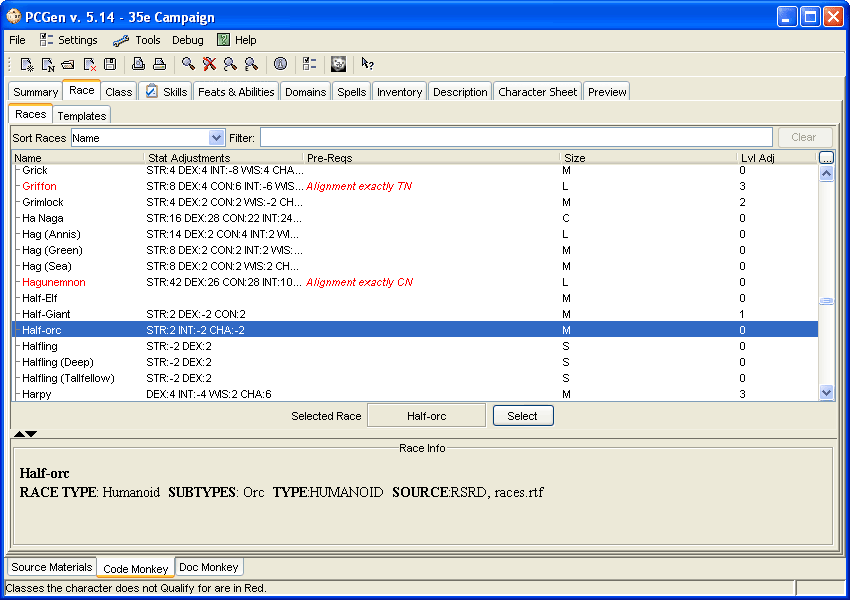 PCGen v. 5.14 - 35e Campaign
File Settings Tools Debug Help
Summary Race Class Skills Feats & Abilities Domains Spells Inventory Description Character Sheet Preview
Races Templates
Sort Races Name Filter: Clear
Name Stat Adjustments Pre-Reqs Size Lvl Adj ...
Grick STR:4 DEX:4 INT:-8 WIS:4 CHA... M 0
Griffon STR:8 DEX:4 CON:6 INT:-6 WIS... Alignment exactly TN L 3
Grimlock STR:4 DEX:2 CON:2 WIS:-2 CH... M 2
Ha Naga STR:16 DEX:28 CON:22 INT:24... C 0
Hag (Annis) STR:14 DEX:2 CON:4 INT:2 WI... L 0
Hag (Green) STR:8 DEX:2 CON:2 INT:2 WIS:... M 0
Hag (Sea) STR:8 DEX:2 CON:2 WIS:2 CH... M 0
Hagunemnon STR:42 DEX:26 CON:28 INT:10... Alignment exactly CN L 0
Half-Elf M 0
Half-Giant STR:2 DEX:-2 CON:2 M 1
Half-orc STR:2 INT:-2 CHA:-2 M 0
Halfling STR:-2 DEX:2 S 0
Halfling (Deep) STR:-2 DEX:2 S 0
Halfling (Tallfellow) STR:-2 DEX:2 S 0
Harpy DEX:4 INT:-4 WIS:2 CHA:6 M 3
Selected Race Half-orc Select
Race Info
Half-orc
RACE TYPE: Humanoid SUBTYPES: Orc TYPE:HUMANOID SOURCE:RSRD, races.rtf
Source Materials Code Monkey Doc Monkey
Classes the character does not Qualify for are in Red.